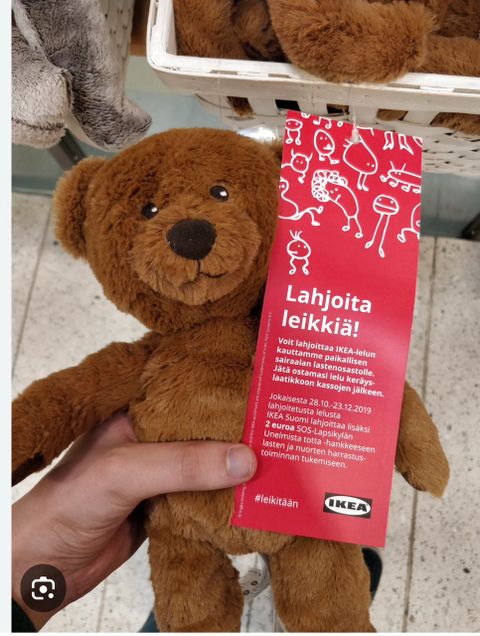 Lahjoita
leikkiä!
Voit lahjoittaa IKEA-lelun
kauttamme paikallisen
sairaalan lastenosastolle.
Jätä ostamasi lelu keräys-
laatikkoon kassojen jälkeen.
Jokaisesta 28.10.-23.12.2019
lahjoitetusta lelusta
IKEA Suomi lahjoittaa lisäksi
2 euroa SOS-Lapsikylän
Unelmista totta -hankkeeseen
lasten ja nuorten harrastus-
toiminnan tukemiseen.
#leikitään
IKEA